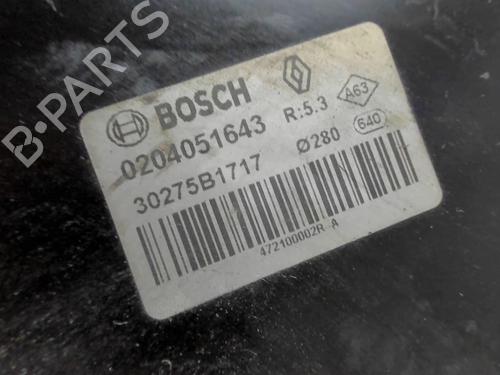 B-PARTS
BOSCH
R:5.3
A63
0204051643
Ø280
640
30275B1717
472100002R A